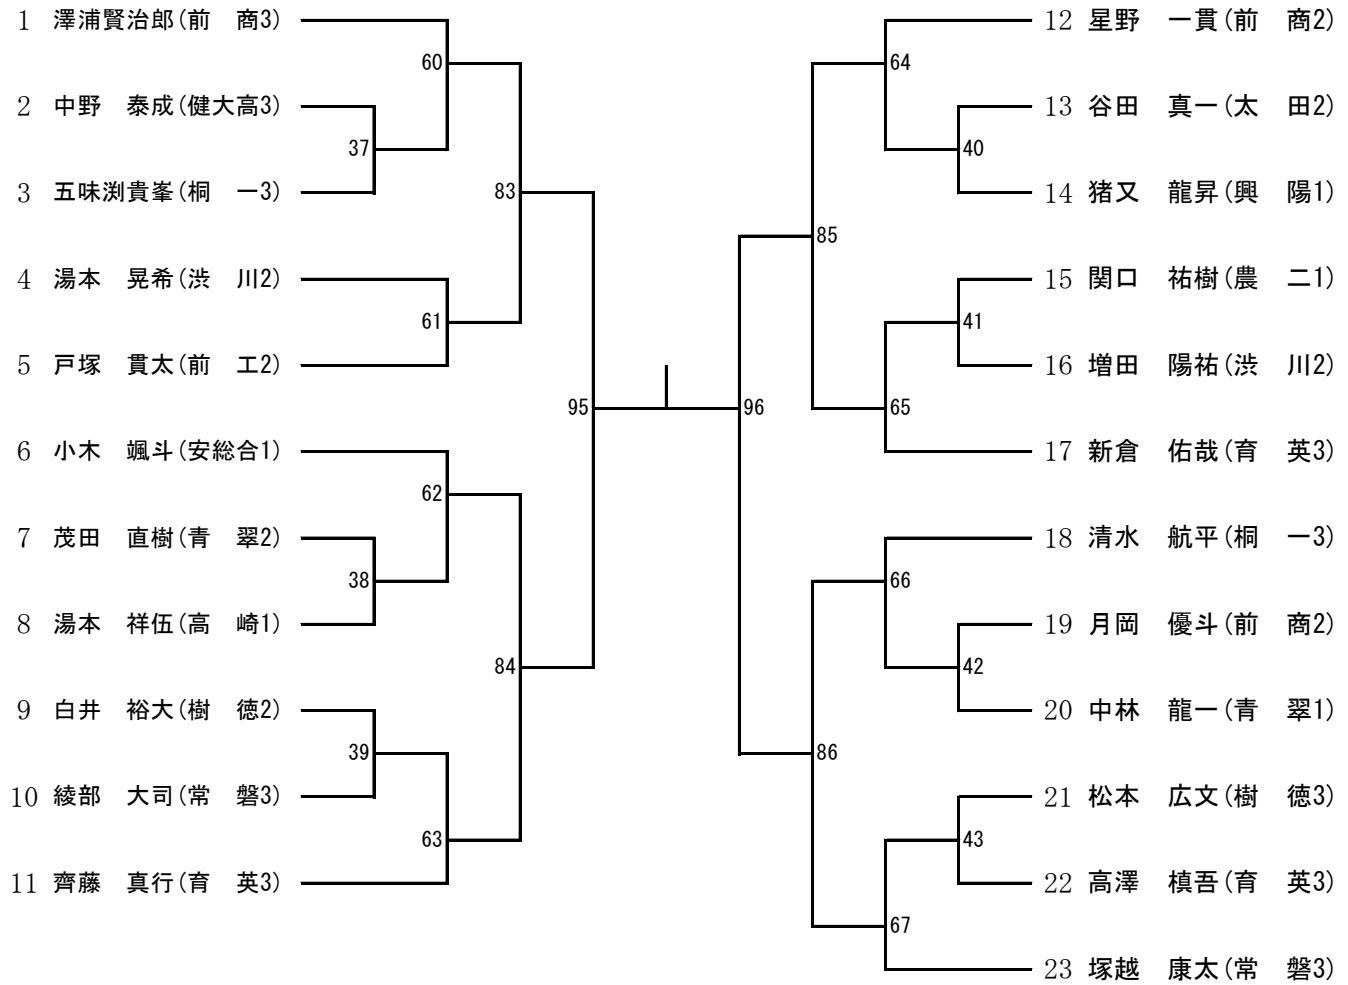 1 澤浦賢治郎(前　商3)
60
2 中野　泰成(健大高3)
37
3 五味渕貴峯(桐　一3)
83
4 湯本　晃希(渋　川2)
61
5 戸塚　貫太(前　工2)
95
6 小木　颯斗(安総合1)
62
7 茂田　直樹(青　翠2)
38
8 湯本　祥伍(高　崎1)
84
9 白井　裕大(樹　徳2)
39
10 綾部　大司(常　磐3)
63
11 齊藤　真行(育　英3)
12 星野　一貫(前　商2)
64
13 谷田　真一(太　田2)
40
14 猪又　龍昇(興　陽1)
85
15 関口　祐樹(農　二1)
41
16 増田　陽祐(渋　川2)
96
65
17 新倉　佑哉(育　英3)
18 清水　航平(桐　一3)
66
19 月岡　優斗(前　商2)
42
20 中林　龍一(青　翠1)
86
21 松本　広文(樹　徳3)
43
22 高澤　槙吾(育　英3)
67
23 塚越　康太(常　磐3)